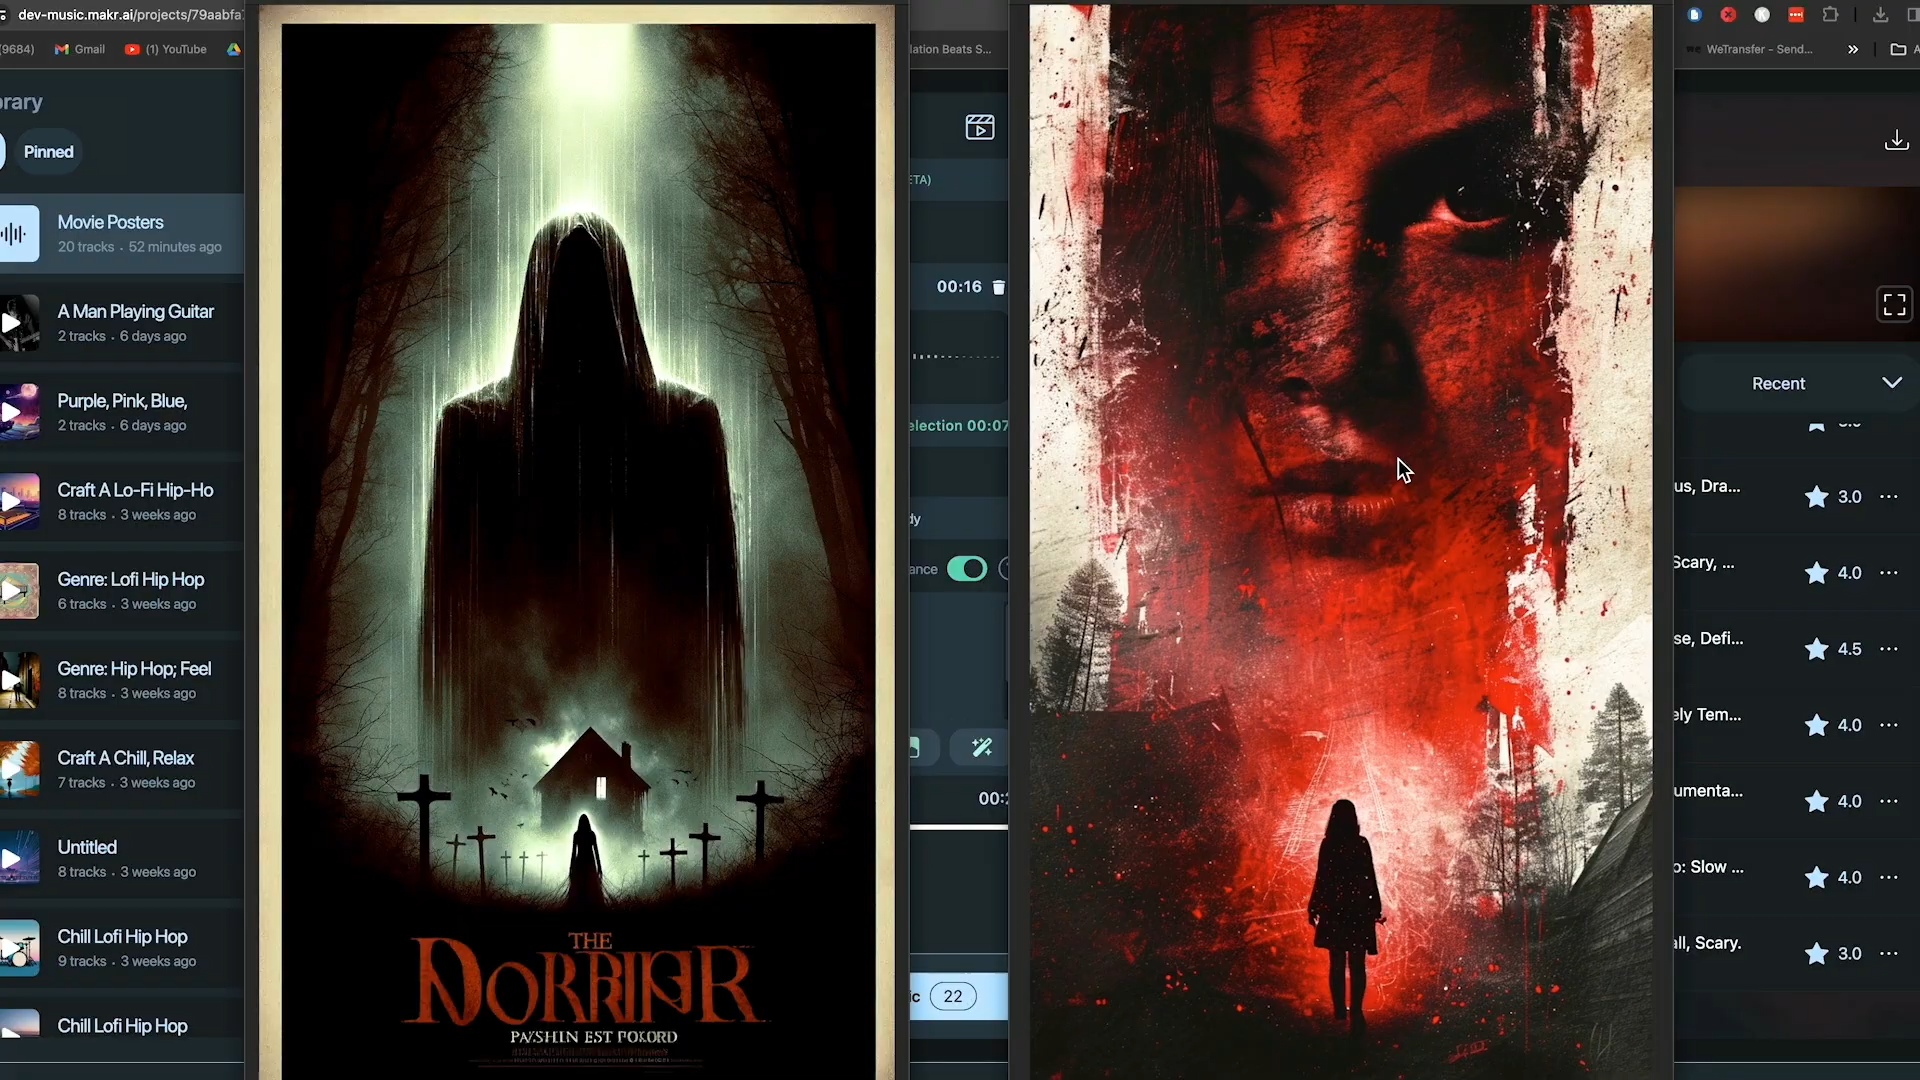 dev-music.makr.ai/projects/79aabfa
(9684)
Gmail
(1) YouTube
lation Beats S...
WeTransfer - Send...
brary
Pinned
Movie Posters
20 tracks · 52 minutes ago
A Man Playing Guitar
2 tracks · 6 days ago
Purple, Pink, Blue,
2 tracks · 6 days ago
Craft A Lo-Fi Hip-Ho
8 tracks · 3 weeks ago
Genre: Lofi Hip Hop
6 tracks · 3 weeks ago
Genre: Hip Hop; Feel
8 tracks · 3 weeks ago
Craft A Chill, Relax
7 tracks · 3 weeks ago
Untitled
8 tracks · 3 weeks ago
Chill Lofi Hip Hop
9 tracks · 3 weeks ago
Chill Lofi Hip Hop
THE
PAVSHIN EST POKORD
ETA)
00:16
election 00:07
dy
ance
00:2
ic 22
Recent
us, Dra... 3.0
Scary, ... 4.0
se, Defi... 4.5
ely Tem... 4.0
umenta... 4.0
o: Slow ... 4.0
all, Scary. 3.0